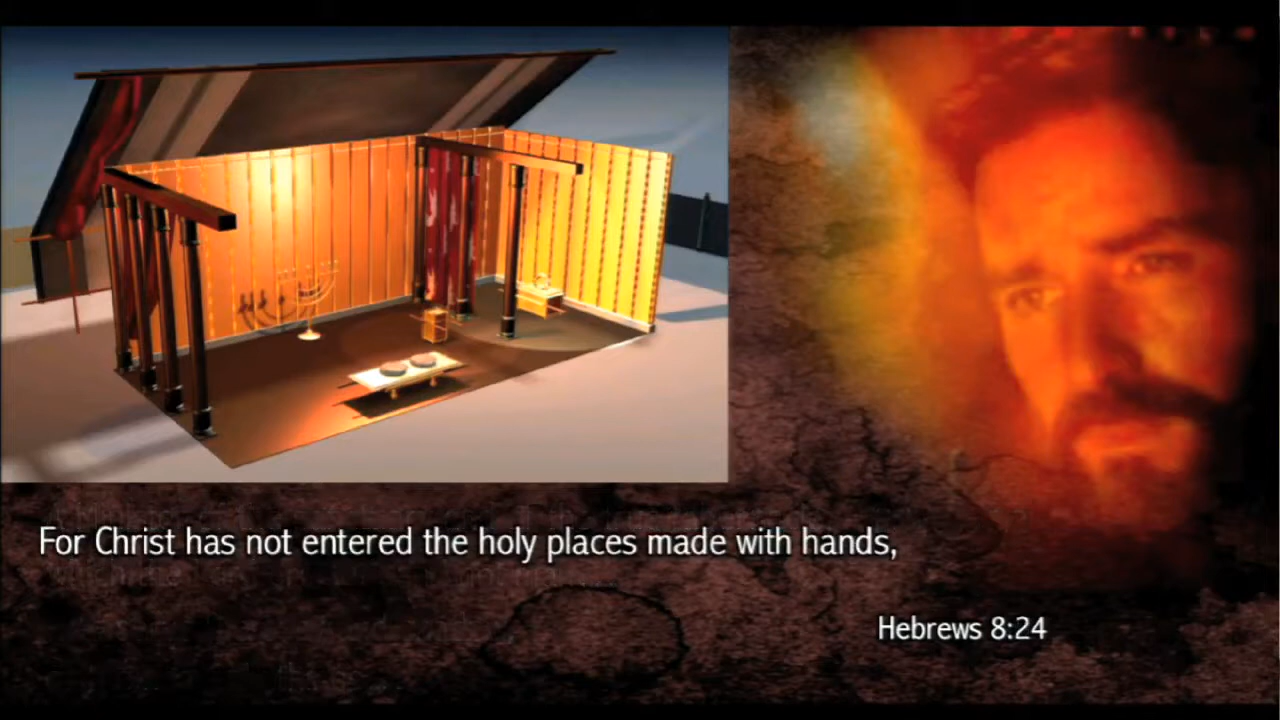 For Christ has not entered the holy places made with hands,
Hebrews 8:24